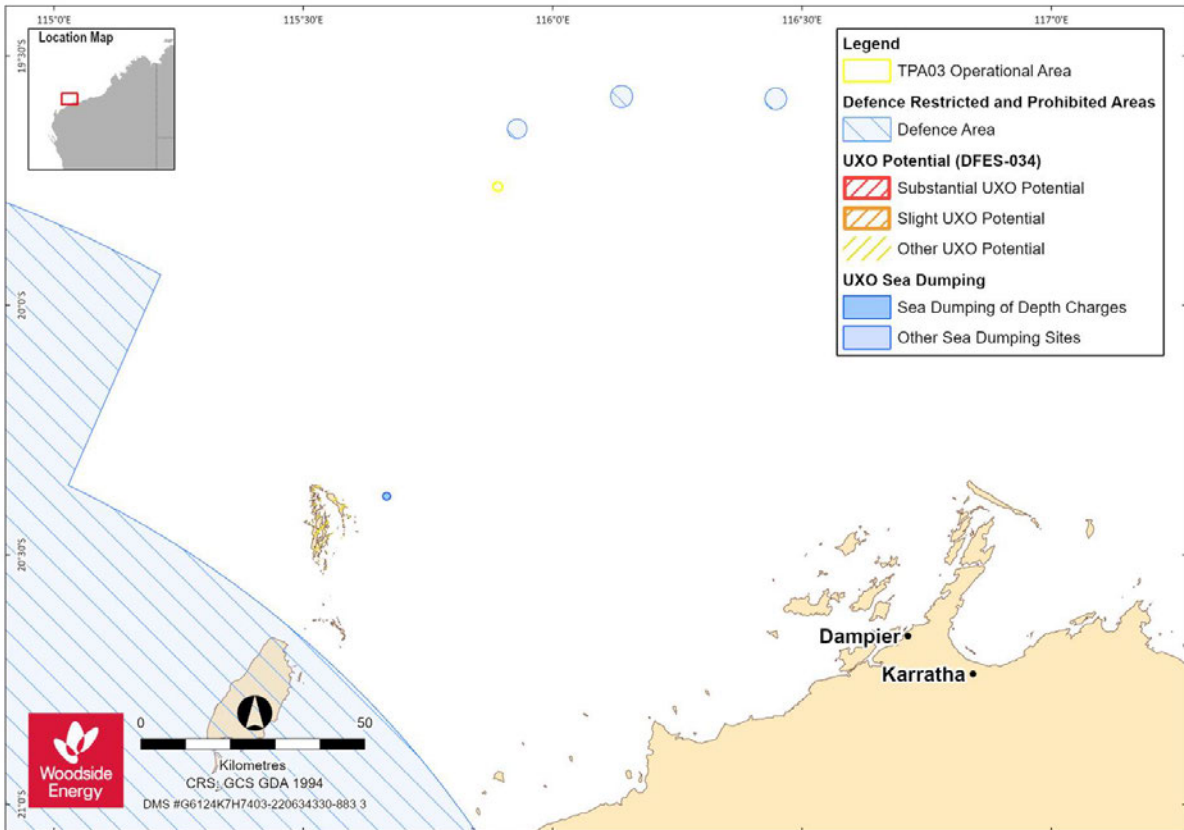 115°0'E
115°30'E
116°0'E
116°30'E
117°0'E
19°30'S
20°0'S
20°30'S
21°0'S
Location Map
Legend
TPA03 Operational Area
Defence Restricted and Prohibited Areas
Defence Area
UXO Potential (DFES-034)
Substantial UXO Potential
Slight UXO Potential
Other UXO Potential
UXO Sea Dumping
Sea Dumping of Depth Charges
Other Sea Dumping Sites
Dampier
Karratha
Woodside
Energy
0
50
Kilometres
CRS: GCS GDA 1994
DMS #G6124K7H7403-220634330-883 3